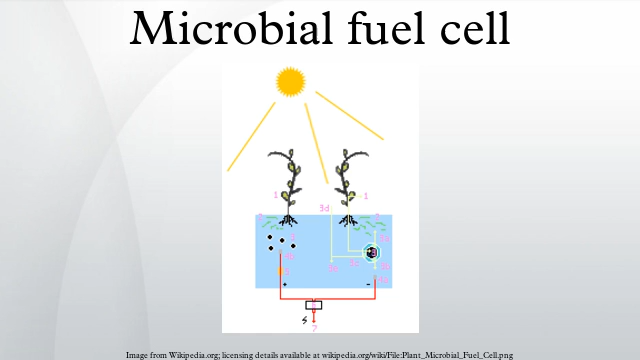 Microbial fuel cell
1
1
3d
7
Image from Wikipedia.org; licensing details available at wikipedia.org/wiki/File:Plant_Microbial_Fuel_Cell.png